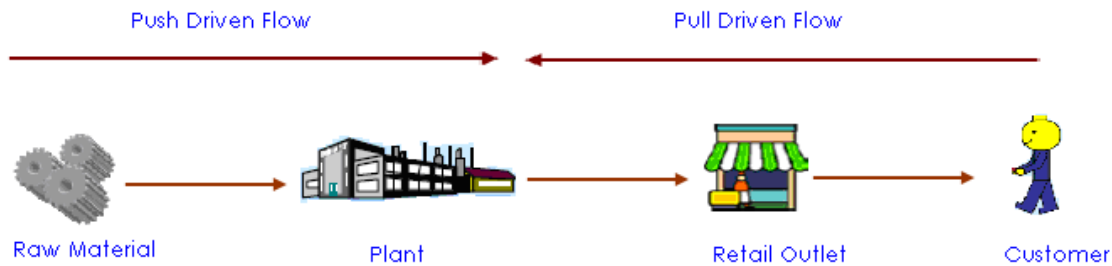 Push Driven Flow
Pull Driven Flow
Raw Material
Plant
Retail Outlet
Customer